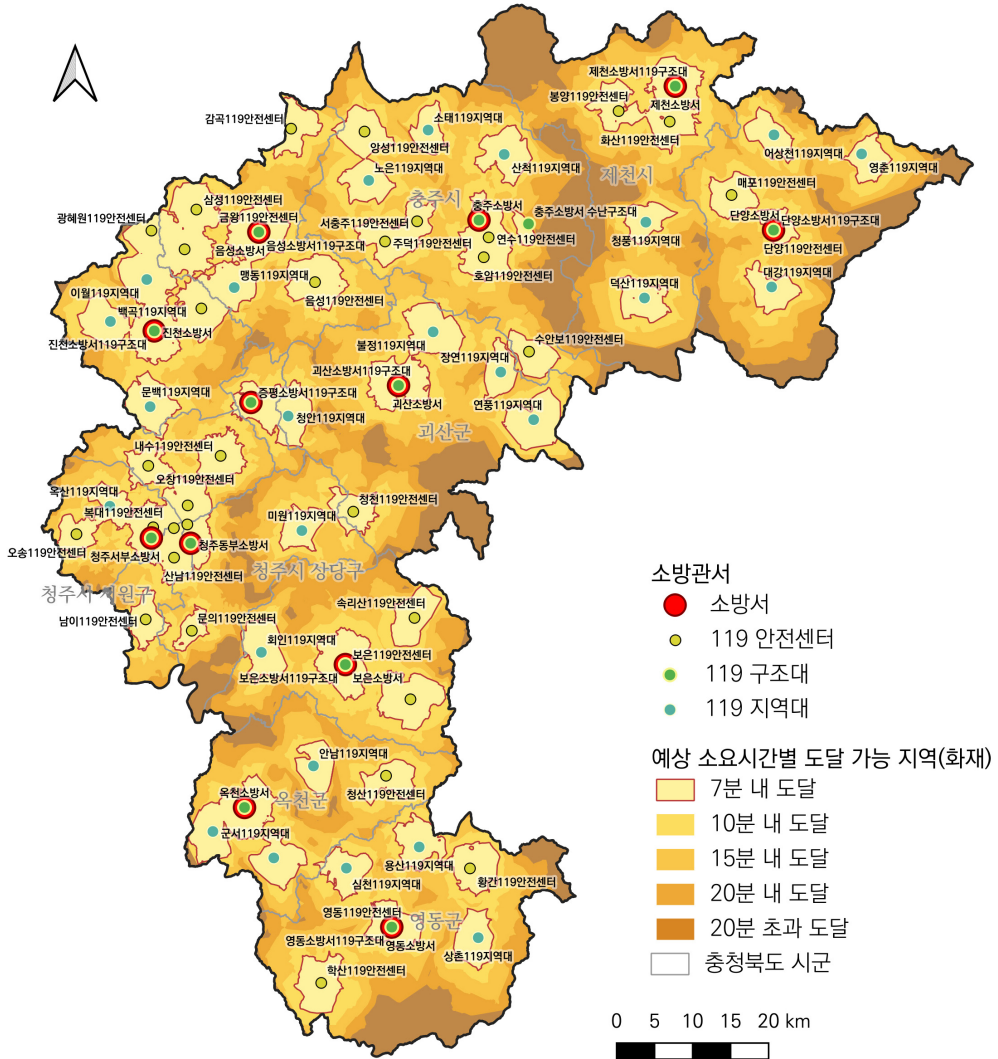 제천소방서119구조대
봉양119안전센터
제천소방서
감곡119안전센터
소태119지역대
앙성119안전센터
화산119안전센터
어상천119지역대
노은119지역대
산척119지역대
영춘119지역대
제천시
매포119안전센터
삼성119안전센터
충주시
충주소방서
광혜원119안전센터
금왕119안전센터
서충주119안전센터
충주소방서 수난구조대
단양소방서
단양소방서119구조대
음성소방서
음성소방서119구조대
주덕119안전센터
연수119안전센터
청풍119지역대
단양119안전센터
호암119안전센터
맹동119지역대
대강119지역대
이월119지역대
음성119안전센터
덕산119지역대
백곡119지역대
진천소방서
진천소방서119구조대
불정119지역대
수안보119안전센터
장연119지역대
괴산소방서119구조대
문백119지역대
증평소방서119구조대
괴산소방서
연풍119지역대
청안119지역대
괴산군
내수119안전센터
오창119안전센터
옥산119지역대
청천119안전센터
복대119안전센터
미원119지역대
오송119안전센터
청주서부소방서
청주동부소방서
산남119안전센터
청주시 상당구
청주시 서원구
속리산119안전센터
남이119안전센터
문의119안전센터
회인119지역대
보은119안전센터
보은소방서119구조대
보은소방서
안남119지역대
옥천소방서
청산119안전센터
옥천군
군서119지역대
용산119지역대
심천119지역대
황간119안전센터
영동119안전센터
영동군
영동소방서119구조대
영동소방서
상촌119지역대
학산119안전센터
소방관서
소방서
119 안전센터
119 구조대
119 지역대
예상 소요시간별 도달 가능 지역(화재)
7분 내 도달
10분 내 도달
15분 내 도달
20분 내 도달
20분 초과 도달
충청북도 시군
0 5 10 15 20 km